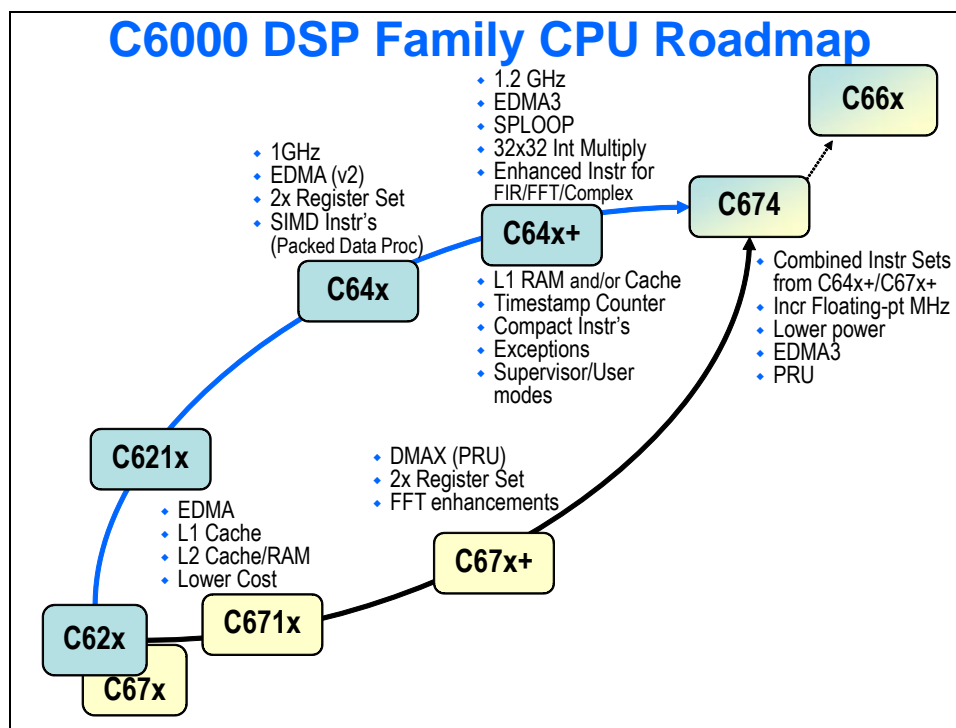 C6000 DSP Family CPU Roadmap
C66x
◆ 1.2 GHz
◆ EDMA3
◆ SPLOOP
◆ 32x32 Int Multiply
◆ Enhanced Instr for
FIR/FFT/Complex
◆ 1GHz
◆ EDMA (v2)
◆ 2x Register Set
◆ SIMD Instr's
(Packed Data Proc)
C674
C64x+
C64x
◆ L1 RAM and/or Cache
◆ Timestamp Counter
◆ Compact Instr's
◆ Exceptions
◆ Supervisor/User
modes
◆ Combined Instr Sets
from C64x+/C67x+
◆ Incr Floating-pt MHz
◆ Lower power
◆ EDMA3
◆ PRU
C621x
◆ DMAX (PRU)
◆ 2x Register Set
◆ FFT enhancements
◆ EDMA
◆ L1 Cache
◆ L2 Cache/RAM
◆ Lower Cost
C67x+
C671x
C62x
C67x